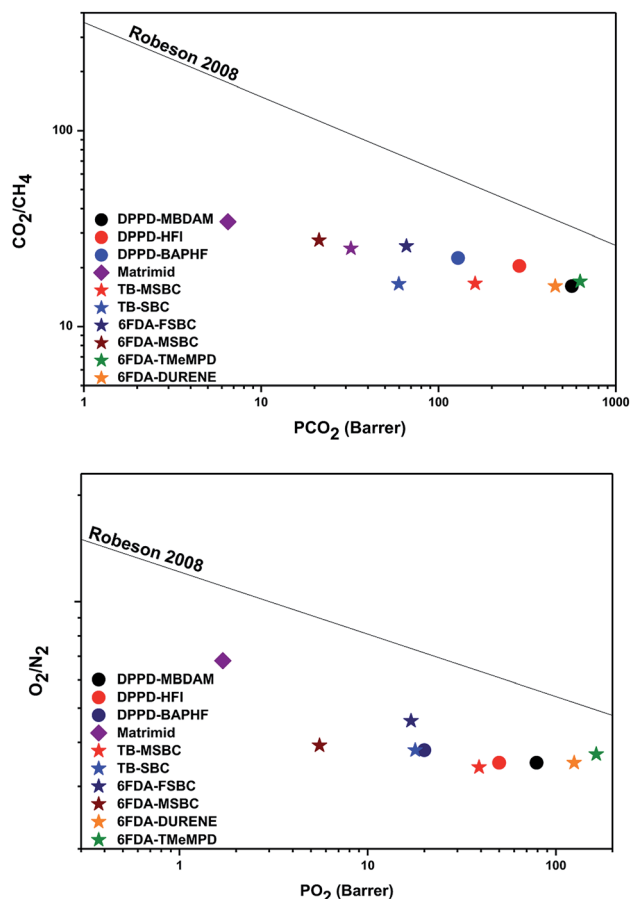 Robeson 2008
100
10
CO2/CH4
DPPD-MBDAM
DPPD-HFI
DPPD-BAPHF
Matrimid
TB-MSBC
TB-SBC
6FDA-FSBC
6FDA-MSBC
6FDA-TMeMPD
6FDA-DURENE
1 10 100 1000
PCO2 (Barrer)
Robeson 2008
O2/N2
DPPD-MBDAM
DPPD-HFI
DPPD-BAPHF
Matrimid
TB-MSBC
TB-SBC
6FDA-FSBC
6FDA-MSBC
6FDA-DURENE
6FDA-TMeMPD
1 10 100
PO2 (Barrer)